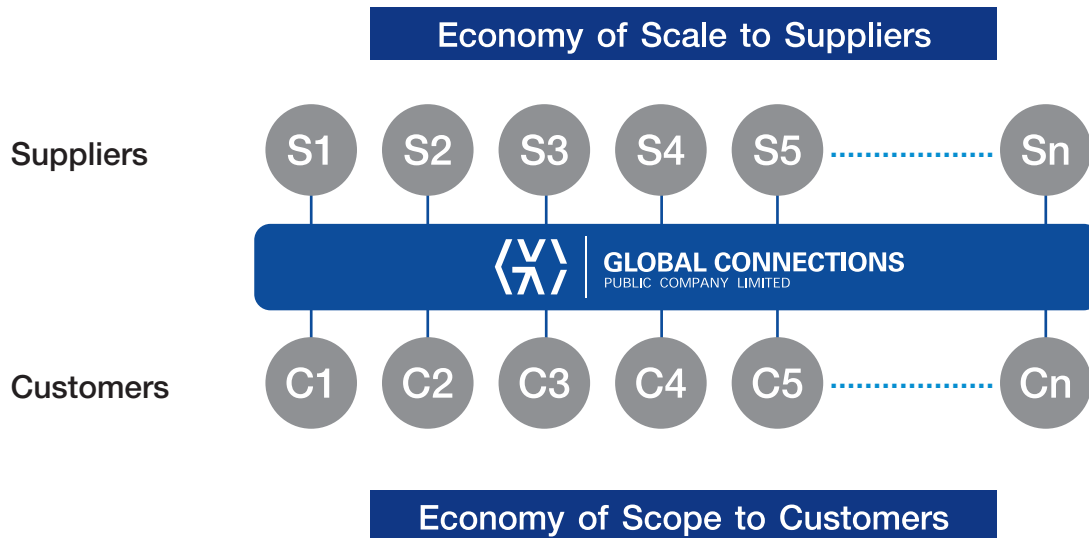 Economy of Scale to Suppliers
Suppliers
S1 S2 S3 S4 S5 Sn
GLOBAL CONNECTIONS
PUBLIC COMPANY LIMITED
Customers
C1 C2 C3 C4 C5 Cn
Economy of Scope to Customers